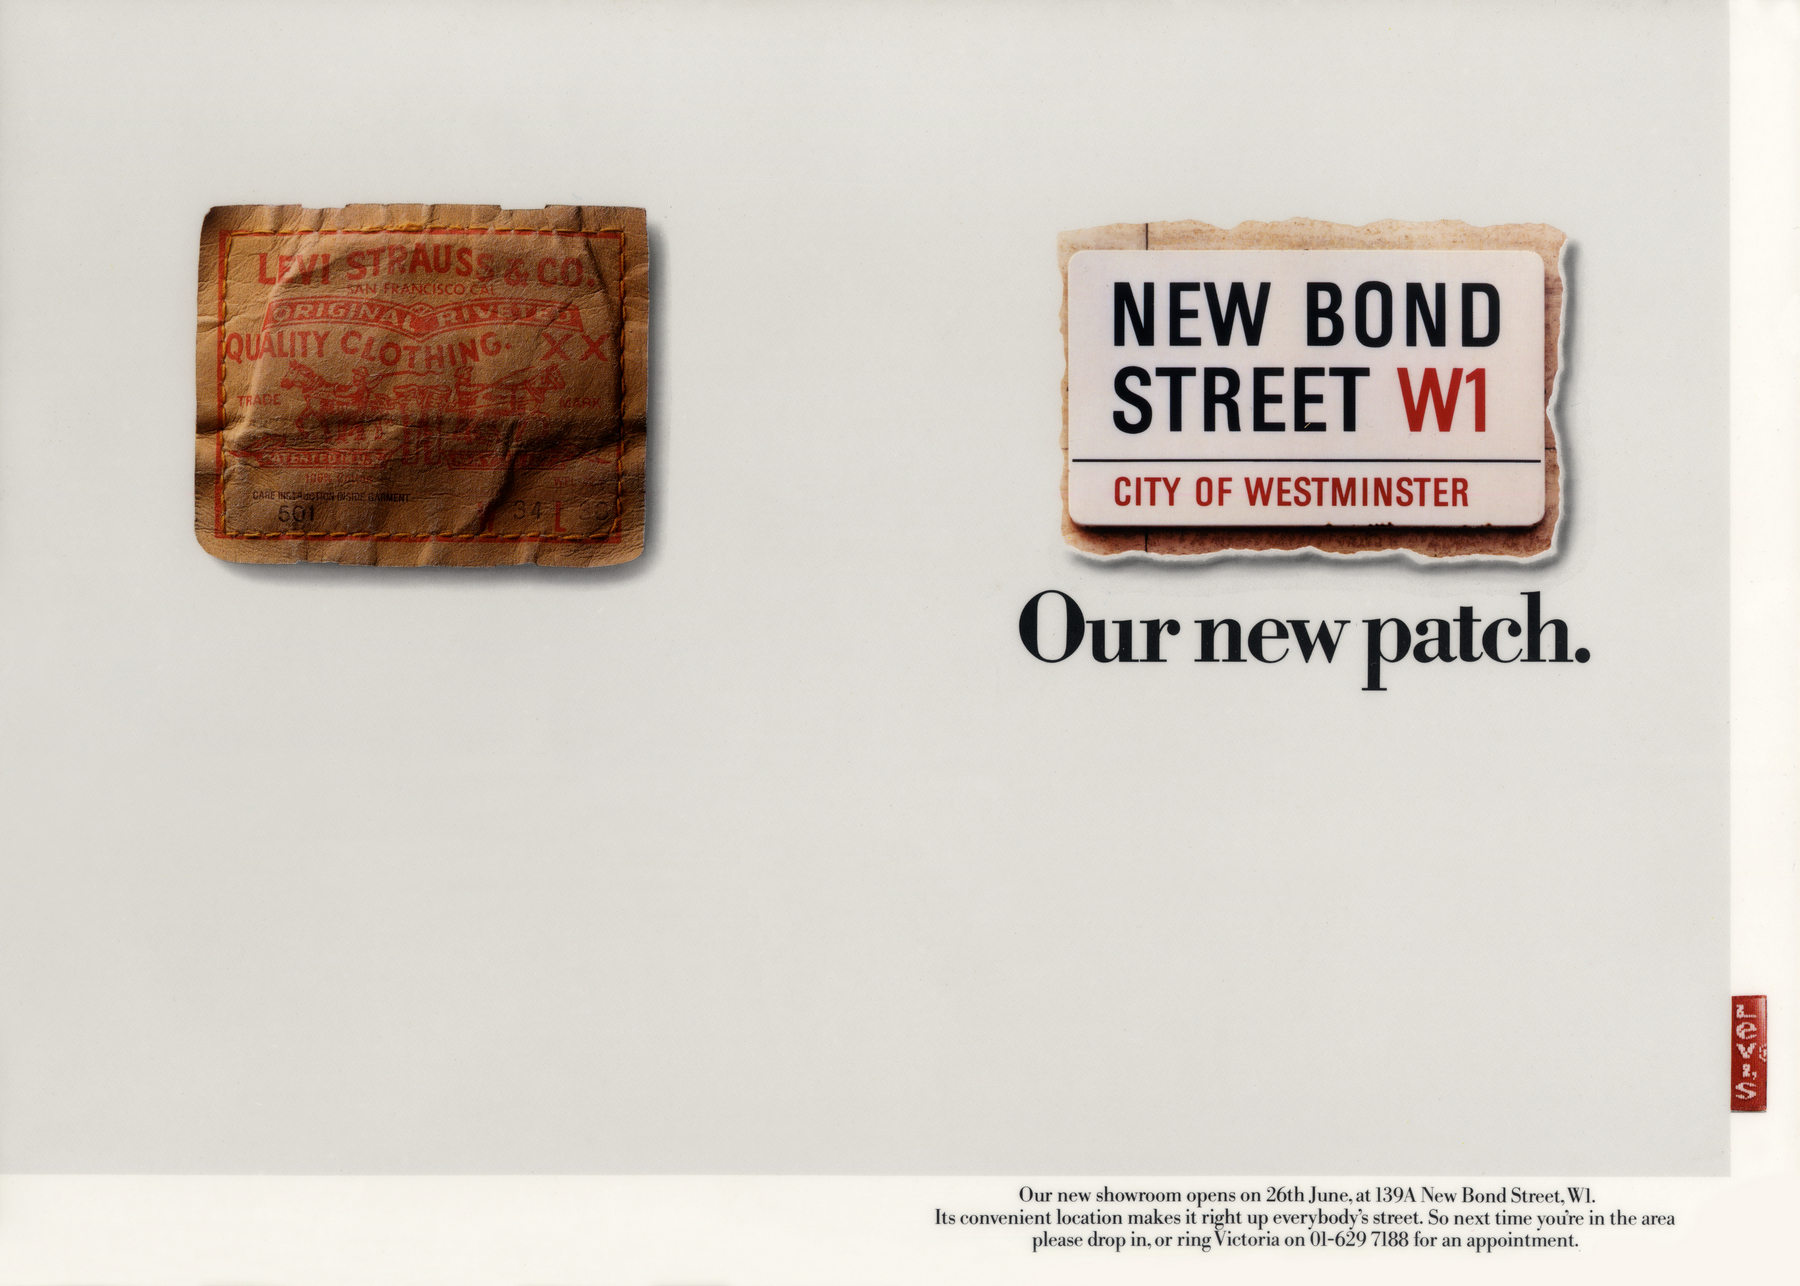 LEVI STRAUSS & CO.
SAN FRANCISCO CAL
ORIGINAL RIVETED
QUALITY CLOTHING. XX
TRADE MARK
PATENTED IN U.S.
CARE INSTRUCTION INSIDE GARMENT
501 34 L 30
NEW BOND
STREET W1
CITY OF WESTMINSTER
Our new patch.
Levi's
Our new showroom opens on 26th June, at 139A New Bond Street, W1.
Its convenient location makes it right up everybody's street. So next time you're in the area
please drop in, or ring Victoria on 01-629 7188 for an appointment.